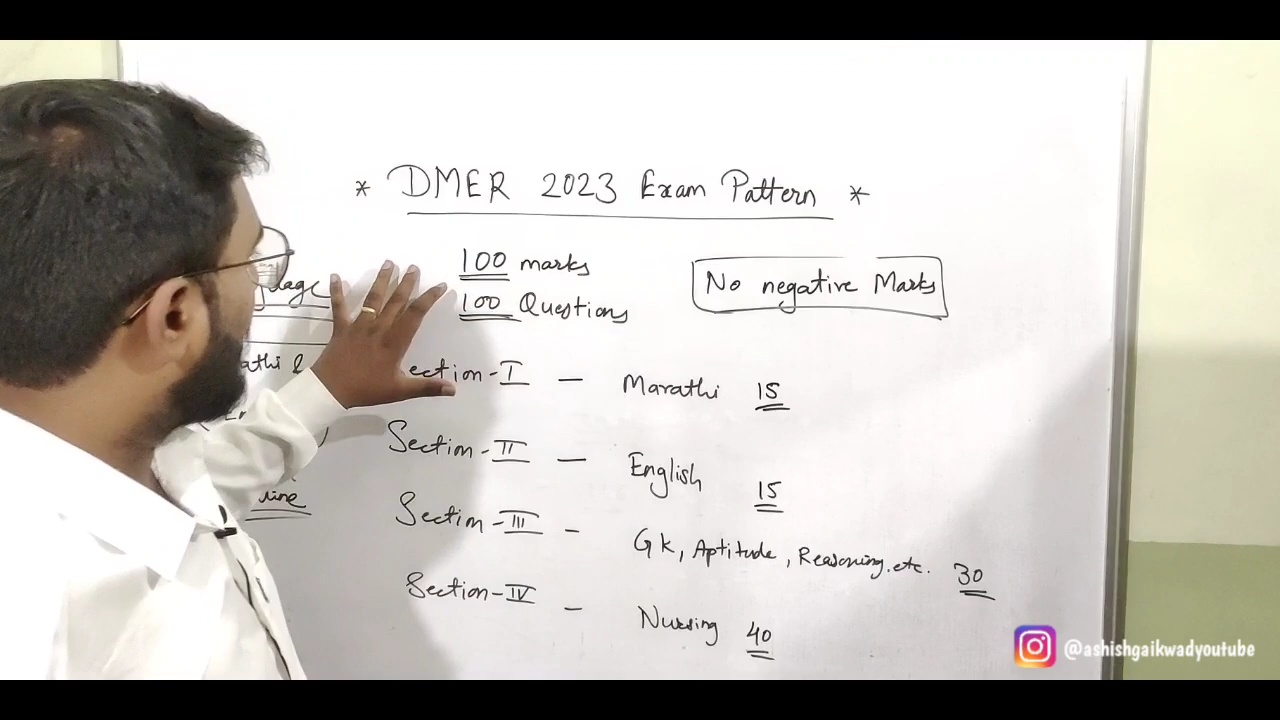 * DMER 2023 Exam Pattern *
100 marks
100 Questions
No negative Marks
Section-I - Marathi 15
Section-II - English 15
Section-III - GK, Aptitude, Reasoning.etc. 30
Section-IV - Nursing 40
@ashishgaikwadyoutube